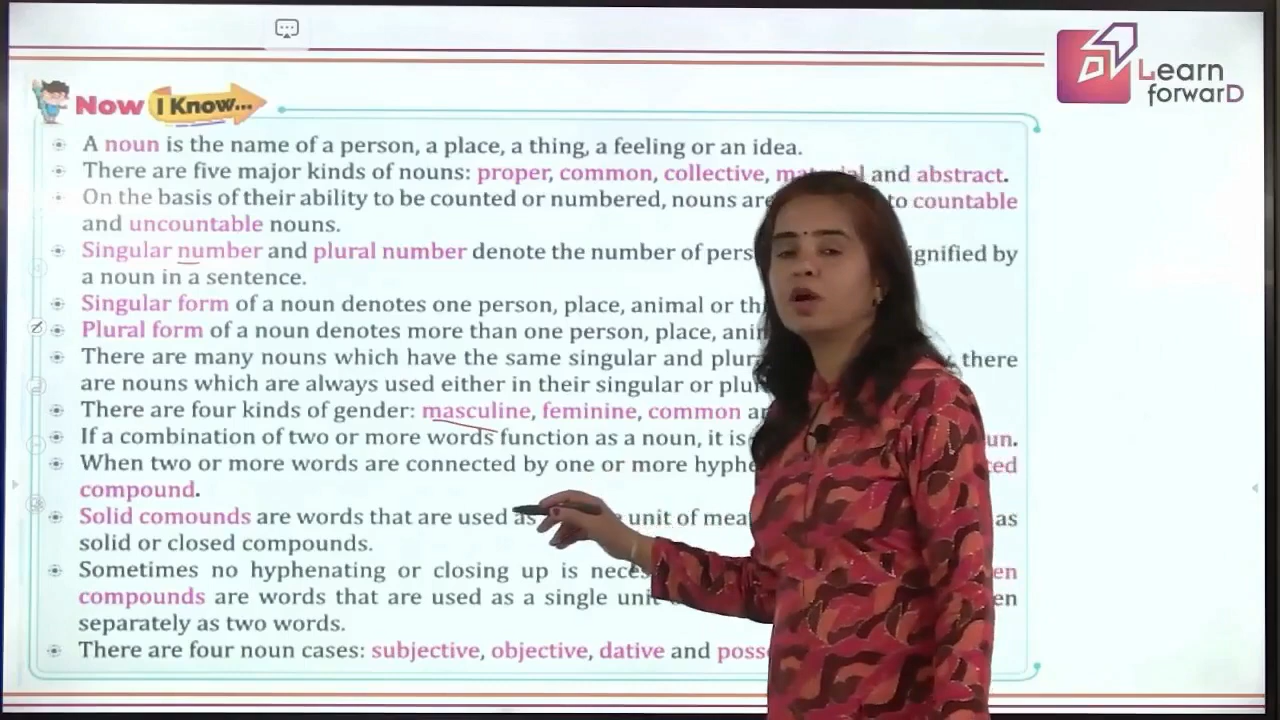 Learn
forwarD
Now I Know...
A noun is the name of a person, a place, a thing, a feeling or an idea.
There are five major kinds of nouns: proper, common, collective, material and abstract.
On the basis of their ability to be counted or numbered, nouns are to countable
and uncountable nouns.
Singular number and plural number denote the number of by
a noun in a sentence.
Singular form of a noun denotes one person, place, animal or
Plural form of a noun denotes more than one person, place,
There are many nouns which have the same singular and there
are nouns which are always used either in their singular or
There are four kinds of gender: masculine, feminine, common
If a combination of two or more words function as a noun, it is
When two or more words are connected by one or more
compound.
Solid comounds are words that are used as unit of as
solid or closed compounds.
Sometimes no hyphenating or closing up is
compounds are words that are used as a single
separately as two words.
There are four noun cases: subjective, objective, dative and